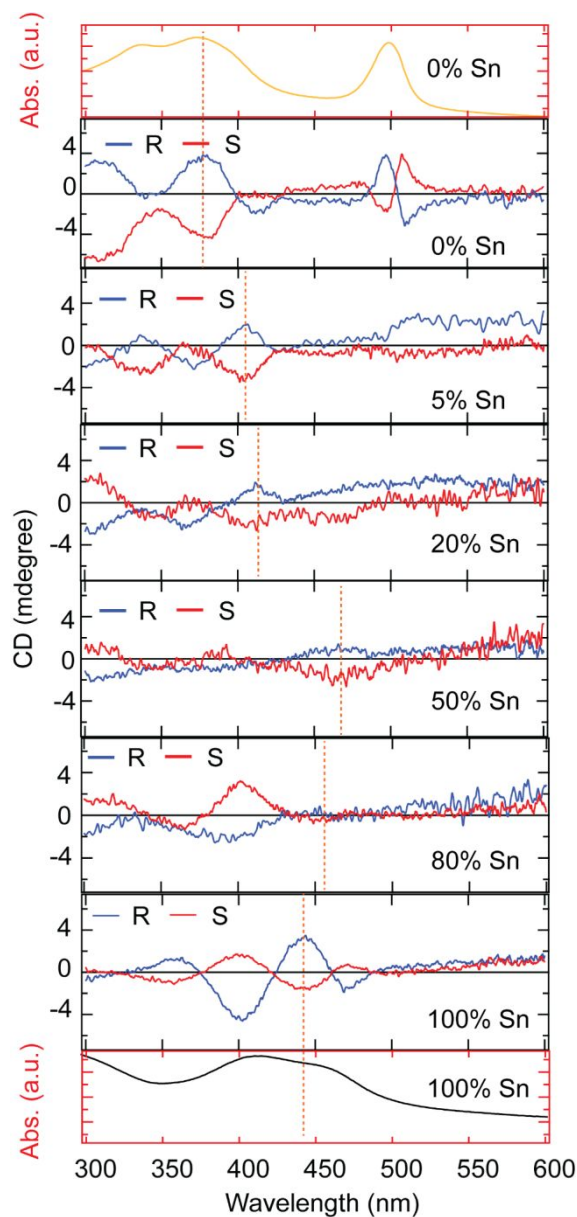 Abs. (a.u.)
0% Sn
R S
4
0
-4
0% Sn
R S
4
0
-4
5% Sn
R S
4
0
-4
20% Sn
CD (mdegree)
R S
4
0
-4
50% Sn
R S
4
0
-4
80% Sn
R S
4
0
-4
100% Sn
Abs. (a.u.)
100% Sn
300 350 400 450 500 550 600
Wavelength (nm)